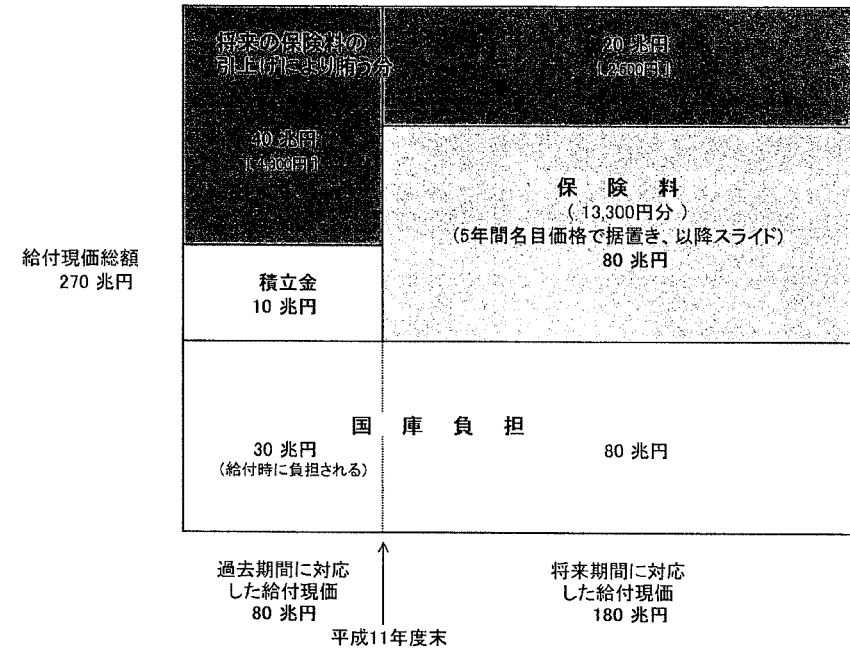 将来の保険料の
引上げにより賄う分
40 兆円
[ 4,300円 ]
20 兆円
[ 2,500円 ]
保 険 料
( 13,300円分 )
(5年間名目価格で据置き、以降スライド)
80 兆円
給付現価総額
270 兆円
積立金
10 兆円
国 庫 負 担
30 兆円
(給付時に負担される)
80 兆円
過去期間に対応
した給付現価
80 兆円
将来期間に対応
した給付現価
180 兆円
平成11年度末